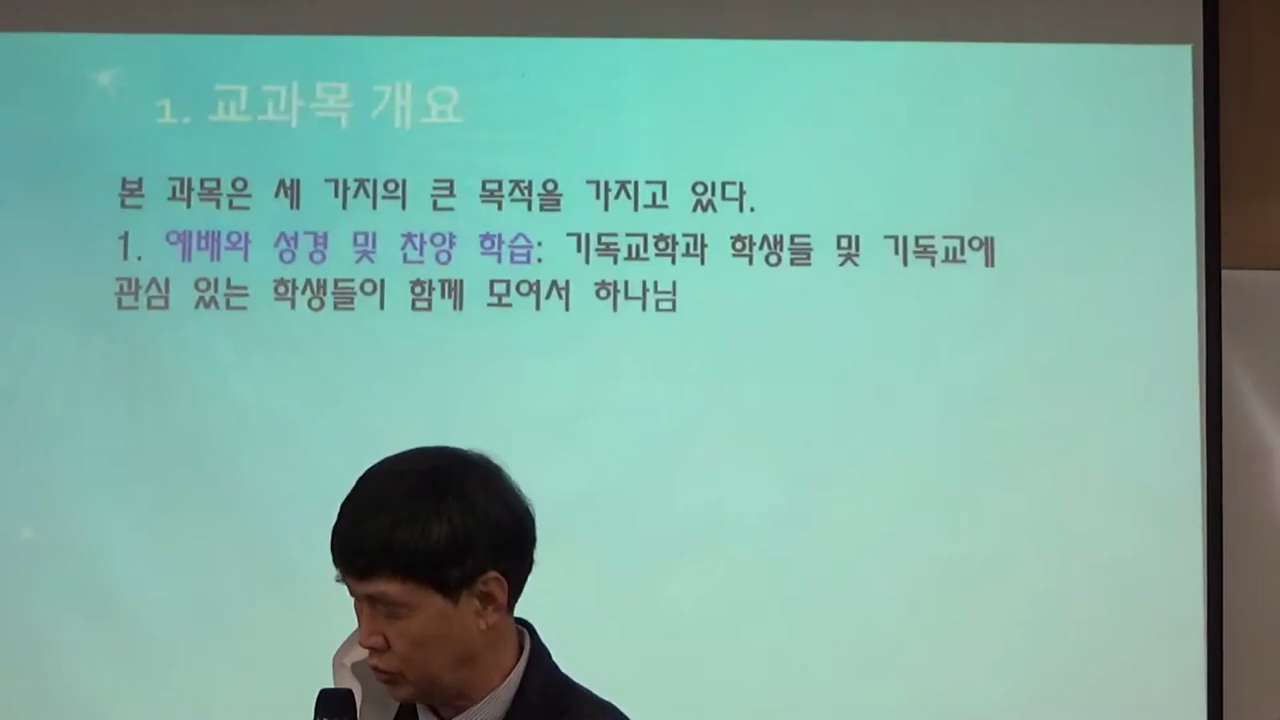 1. 교과목 개요
본 과목은 세 가지의 큰 목적을 가지고 있다.
1. 예배와 성경 및 찬양 학습: 기독교학과 학생들 및 기독교에
관심 있는 학생들이 함께 모여서 하나님